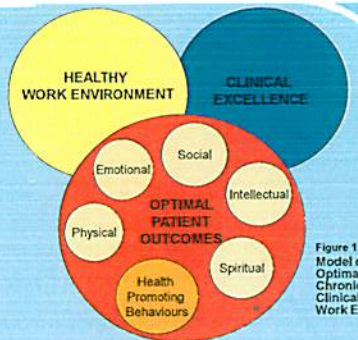 HEALTHY
WORK ENVIRONMENT
CLINICAL
EXCELLENCE
Social
Emotional
Intellectual
OPTIMAL
PATIENT
OUTCOMES
Physical
Spiritual
Health
Promoting
Behaviours
Figure 1
Model
Optima
Chronic
Clinical
Work E